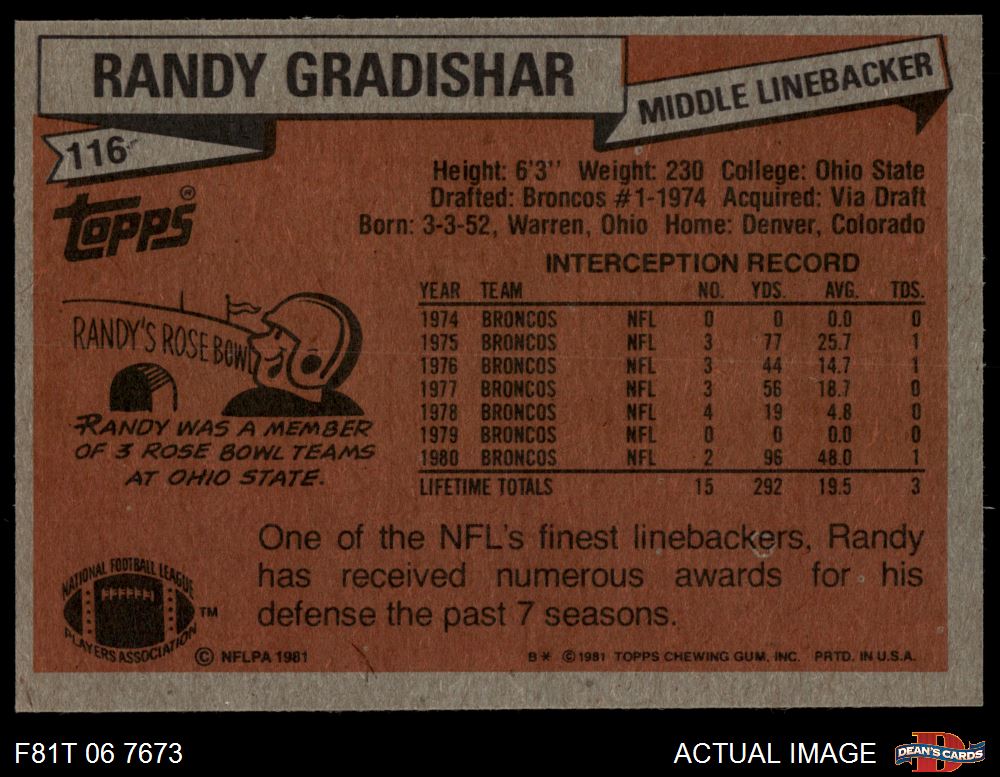 RANDY GRADISHAR
MIDDLE LINEBACKER
116
TOPPS®
Height: 6'3'' Weight: 230 College: Ohio State
Drafted: Broncos #1-1974 Acquired: Via Draft
Born: 3-3-52, Warren, Ohio Home: Denver, Colorado
INTERCEPTION RECORD
YEAR TEAM NO. YDS. AVG. TDS.
1974 BRONCOS NFL 0 0 0.0 0
1975 BRONCOS NFL 3 77 25.7 1
1976 BRONCOS NFL 3 44 14.7 1
1977 BRONCOS NFL 3 56 18.7 0
1978 BRONCOS NFL 4 19 4.8 0
1979 BRONCOS NFL 0 0 0.0 0
1980 BRONCOS NFL 2 96 48.0 1
LIFETIME TOTALS 15 292 19.5 3
RANDY'S ROSE BOWL
RANDY WAS A MEMBER
OF 3 ROSE BOWL TEAMS
AT OHIO STATE.
One of the NFL's finest linebackers, Randy
has received numerous awards for his
defense the past 7 seasons.
NATIONAL FOOTBALL LEAGUE
PLAYERS ASSOCIATION
TM
© NFLPA 1981
B* ©1981 TOPPS CHEWING GUM, INC. PRTD. IN U.S.A.
F81T 06 7673
ACTUAL IMAGE
D
DEAN'S CARDS